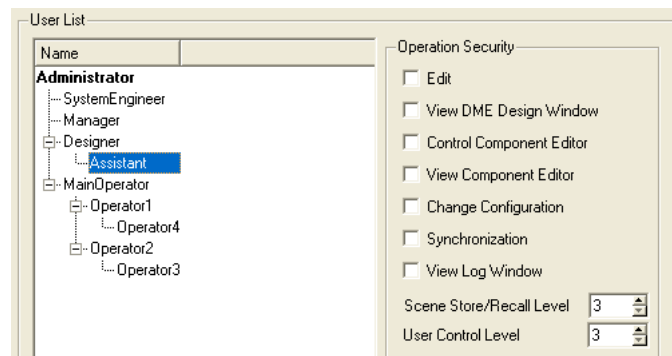 User List
Name
Administrator
SystemEngineer
Manager
Designer
Assistant
MainOperator
Operator1
Operator4
Operator2
Operator3
Operation Security
Edit
View DME Design Window
Control Component Editor
View Component Editor
Change Configuration
Synchronization
View Log Window
Scene Store/Recall Level 3
User Control Level 3